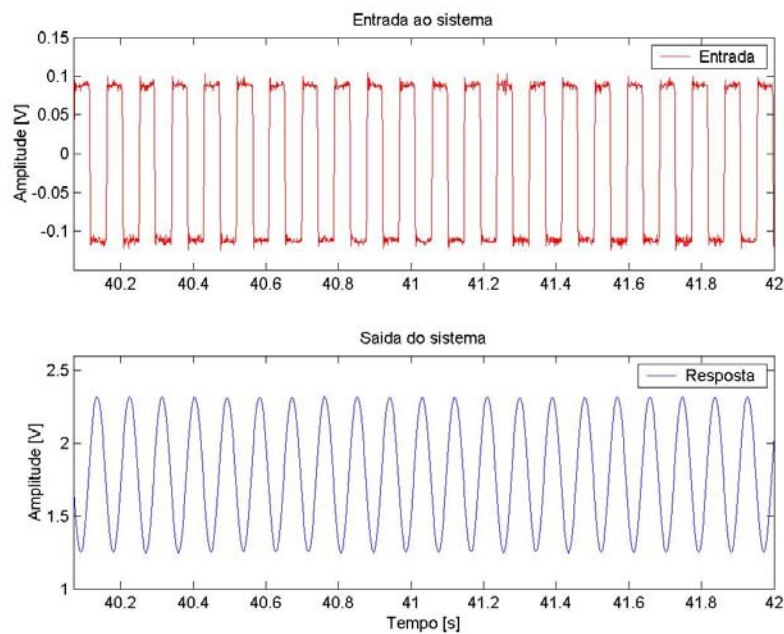 Entrada ao sistema
0.15
0.1
0.05
0
-0.05
-0.1
Amplitude [V]
Entrada
40.2 40.4 40.6 40.8 41 41.2 41.4 41.6 41.8 42
Saida do sistema
2.5
2
1.5
1
Amplitude [V]
Resposta
40.2 40.4 40.6 40.8 41 41.2 41.4 41.6 41.8 42
Tempo [s]